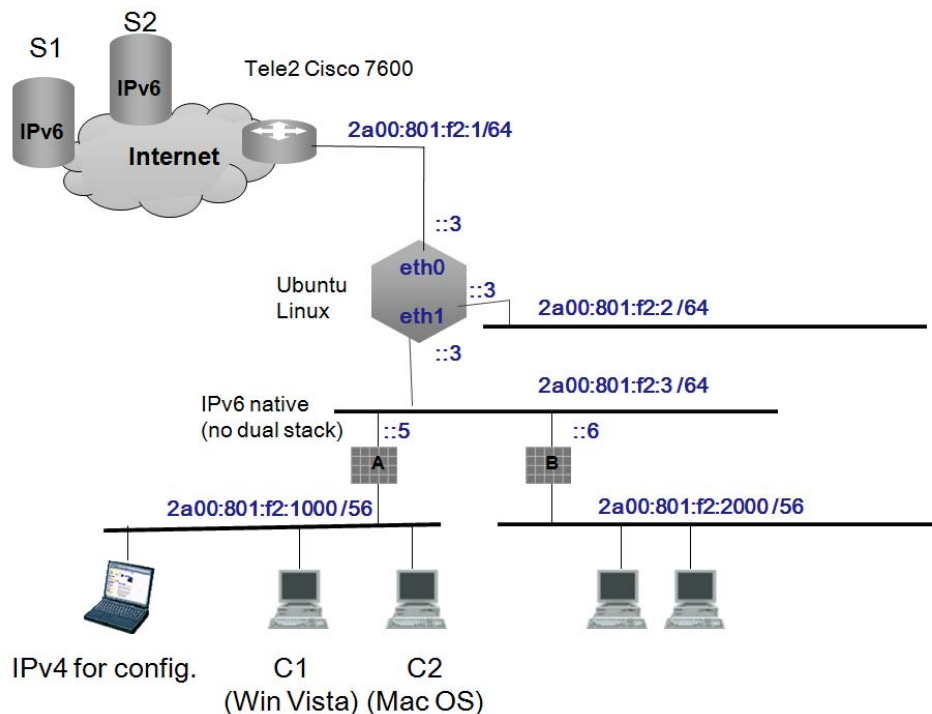 S2
S1
IPv6
IPv6
Internet
Tele2 Cisco 7600
2a00:801:f2:1/64
::3
eth0
Ubuntu
Linux
eth1
::3
2a00:801:f2:2 /64
::3
2a00:801:f2:3 /64
IPv6 native
(no dual stack)
::5
::6
A
B
2a00:801:f2:1000 /56
2a00:801:f2:2000 /56
IPv4 for config.
C1
(Win Vista)
C2
(Mac OS)